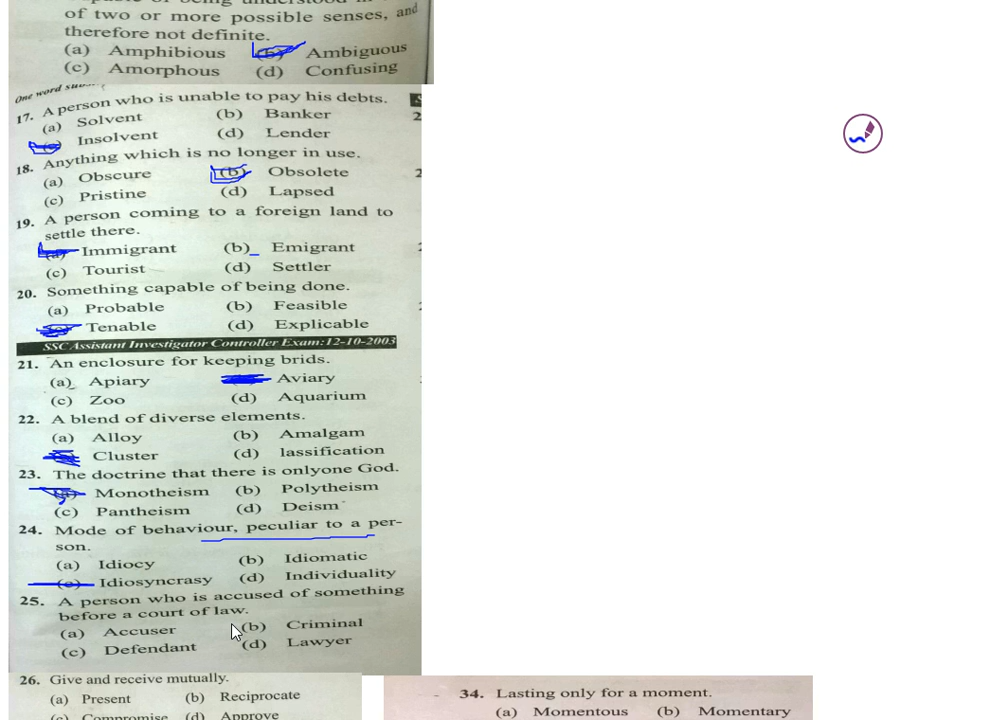 of two or more possible senses, and
therefore not definite.
(a) Amphibious Ambiguous
(c) Amorphous (d) Confusing
One word
17. A person who is unable to pay his debts.
(a) Solvent (b) Banker
Insolvent (d) Lender
18. Anything which is no longer in use.
(a) Obscure (b) Obsolete
(c) Pristine (d) Lapsed
19. A person coming to a foreign land to
settle there.
(a) Immigrant (b) Emigrant
(c) Tourist (d) Settler
20. Something capable of being done.
(a) Probable (b) Feasible
Tenable (d) Explicable
SSC Assistant Investigator Controller Exam:12-10-2003
21. An enclosure for keeping brids.
(a) Apiary Aviary
(c) Zoo (d) Aquarium
22. A blend of diverse elements.
(a) Alloy (b) Amalgam
Cluster (d) lassification
23. The doctrine that there is onlyone God.
(a) Monotheism (b) Polytheism
(c) Pantheism (d) Deism
24. Mode of behaviour, peculiar to a per-
son.
(a) Idiocy (b) Idiomatic
(c) Idiosyncrasy (d) Individuality
25. A person who is accused of something
before a court of law.
(a) Accuser (b) Criminal
(c) Defendant (d) Lawyer
26. Give and receive mutually.
(a) Present (b) Reciprocate
(c) Compromise (d) Approve
34. Lasting only for a moment.
(a) Momentous (b) Momentary